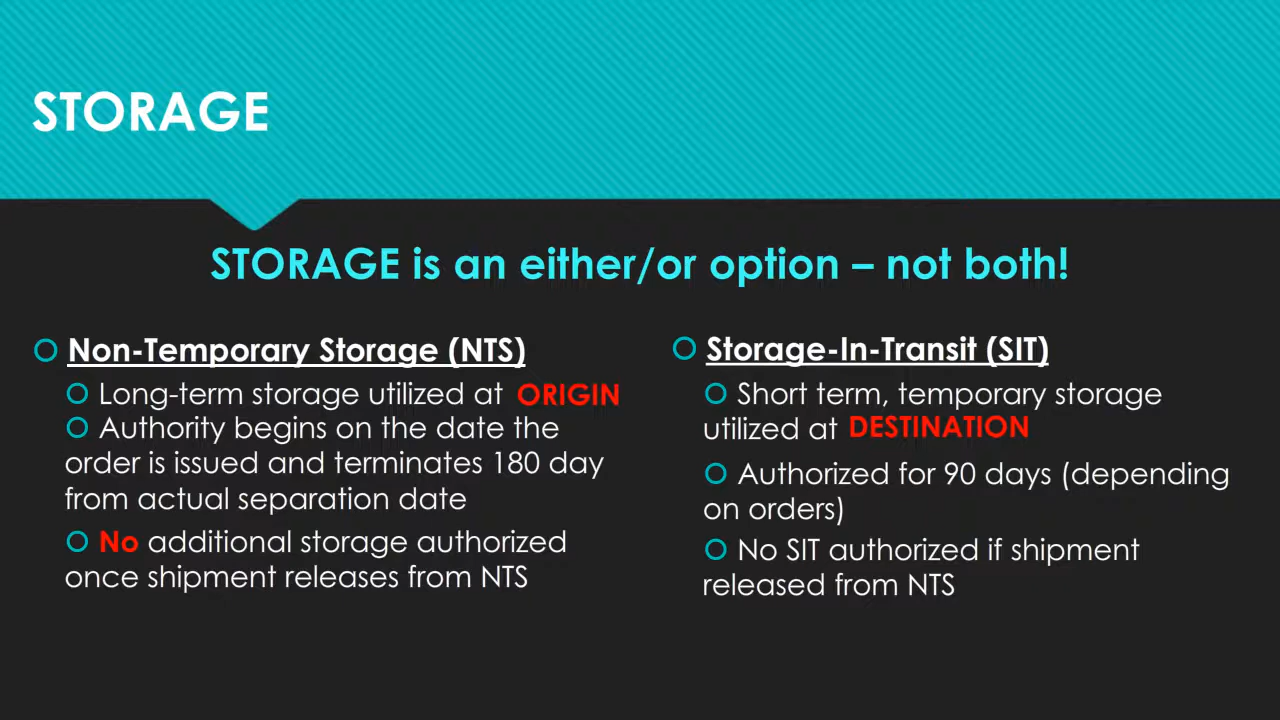 STORAGE
STORAGE is an either/or option – not both!
Non-Temporary Storage (NTS)
Long-term storage utilized at ORIGIN
Authority begins on the date the
order is issued and terminates 180 day
from actual separation date
No additional storage authorized
once shipment releases from NTS
Storage-In-Transit (SIT)
Short term, temporary storage
utilized at DESTINATION
Authorized for 90 days (depending
on orders)
No SIT authorized if shipment
released from NTS